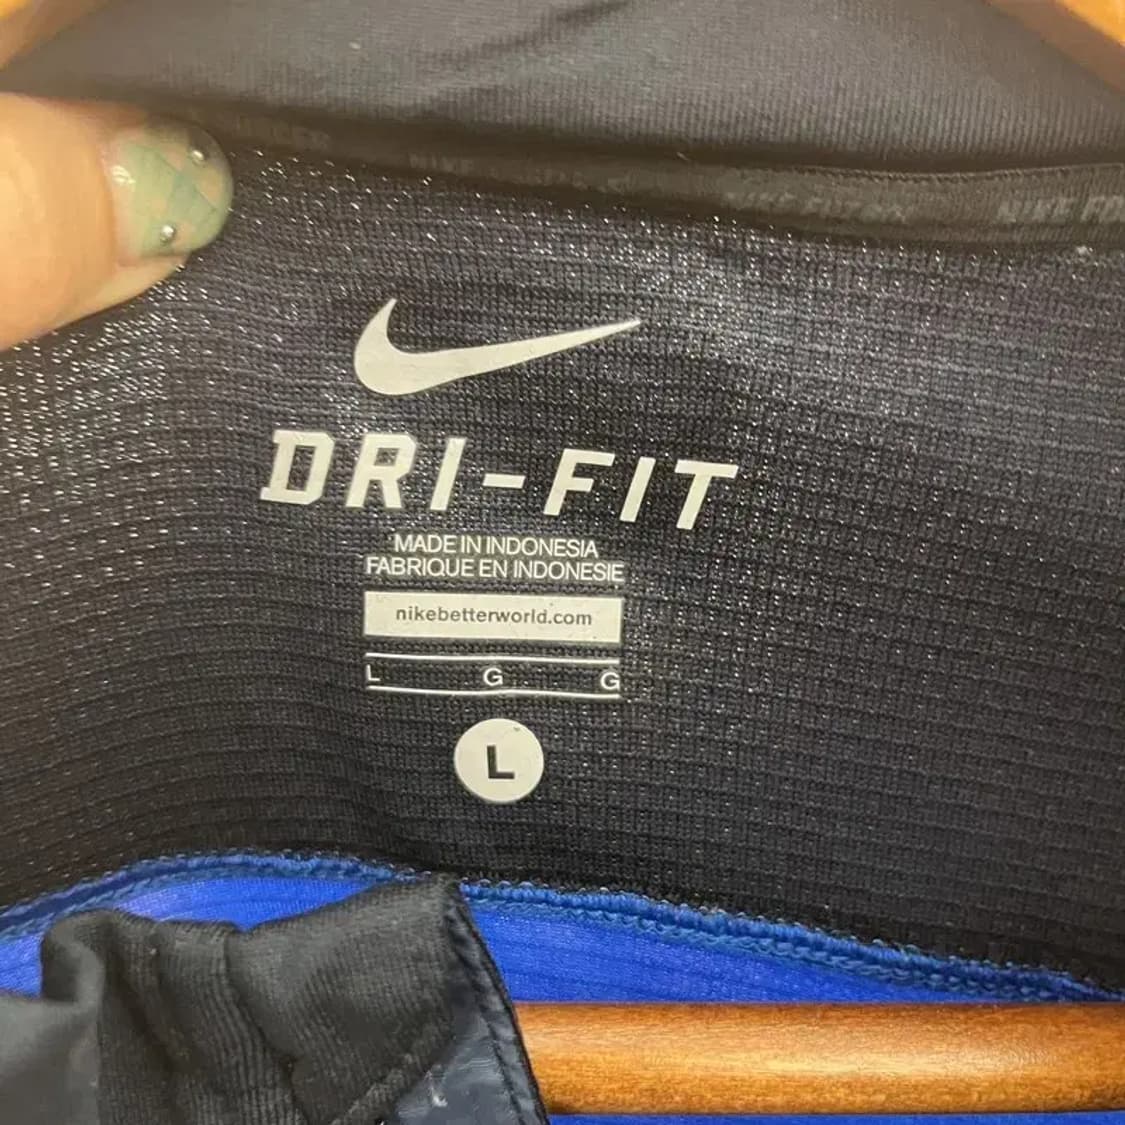 DRI-FIT
MADE IN INDONESIA
FABRIQUE EN INDONESIE
nikebetterworld.com
L G G
L